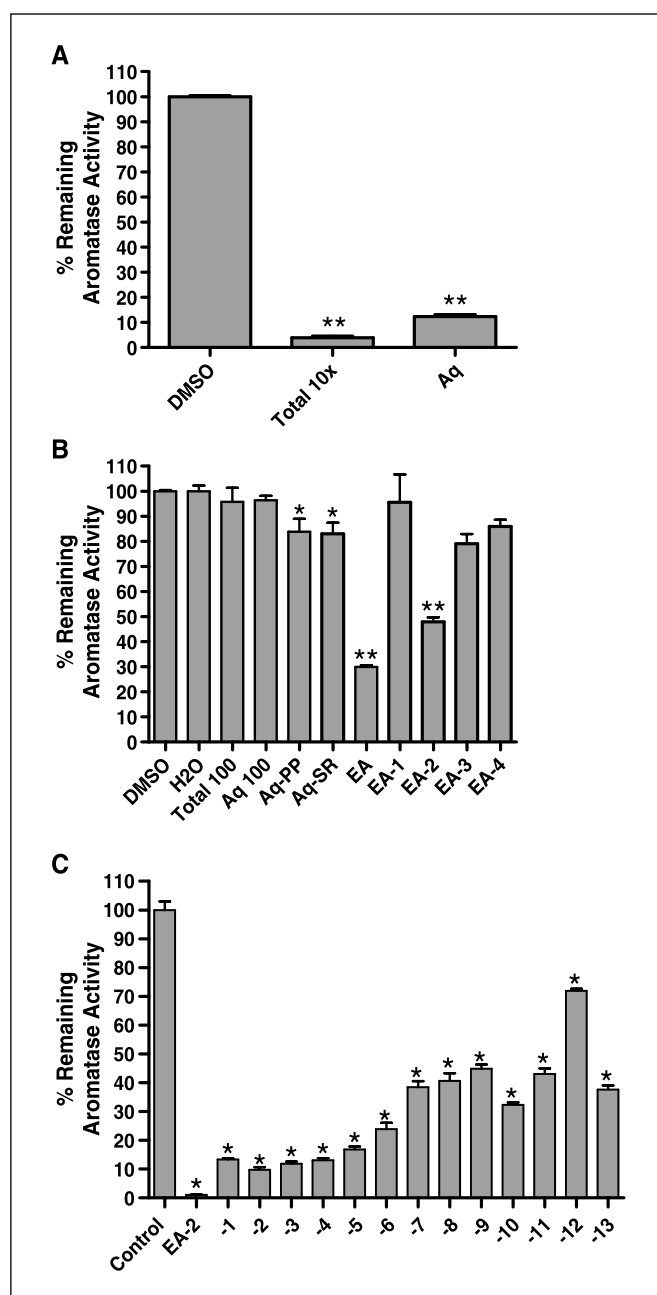 A
% Remaining
Aromatase Activity
110
100
90
80
70
60
50
40
30
20
10
0
**
**
DMSO
Total 10x
Aq
B
% Remaining
Aromatase Activity
110
100
90
80
70
60
50
40
30
20
10
0
*
*
**
**
DMSO
H2O
Total 100
Aq 100
Aq-PP
Aq-SR
EA
EA-1
EA-2
EA-3
EA-4
C
% Remaining
Aromatase Activity
110
100
90
80
70
60
50
40
30
20
10
0
*
*
*
*
*
*
*
*
*
*
*
*
*
*
Control
EA-2
-1
-2
-3
-4
-5
-6
-7
-8
-9
-10
-11
-12
-13